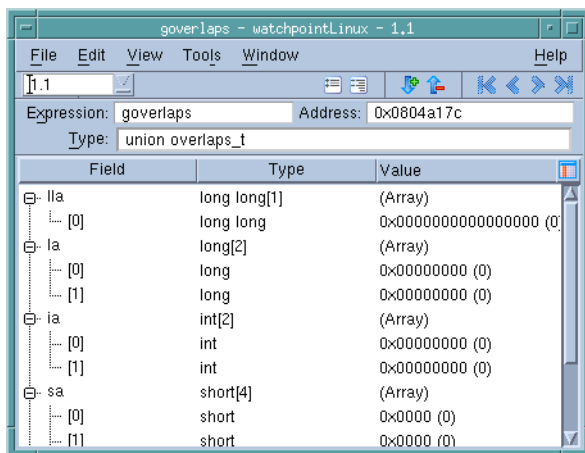 goverlaps - watchpointLinux - 1.1
File Edit View Tools Window Help
1.1
Expression: goverlaps Address: 0x0804a17c
Type: union overlaps_t
Field Type Value
lla long long[1] (Array)
[0] long long 0x0000000000000000 (0)
la long[2] (Array)
[0] long 0x00000000 (0)
[1] long 0x00000000 (0)
ia int[2] (Array)
[0] int 0x00000000 (0)
[1] int 0x00000000 (0)
sa short[4] (Array)
[0] short 0x0000 (0)
[1] short 0x0000 (0)